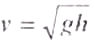 v = √gh